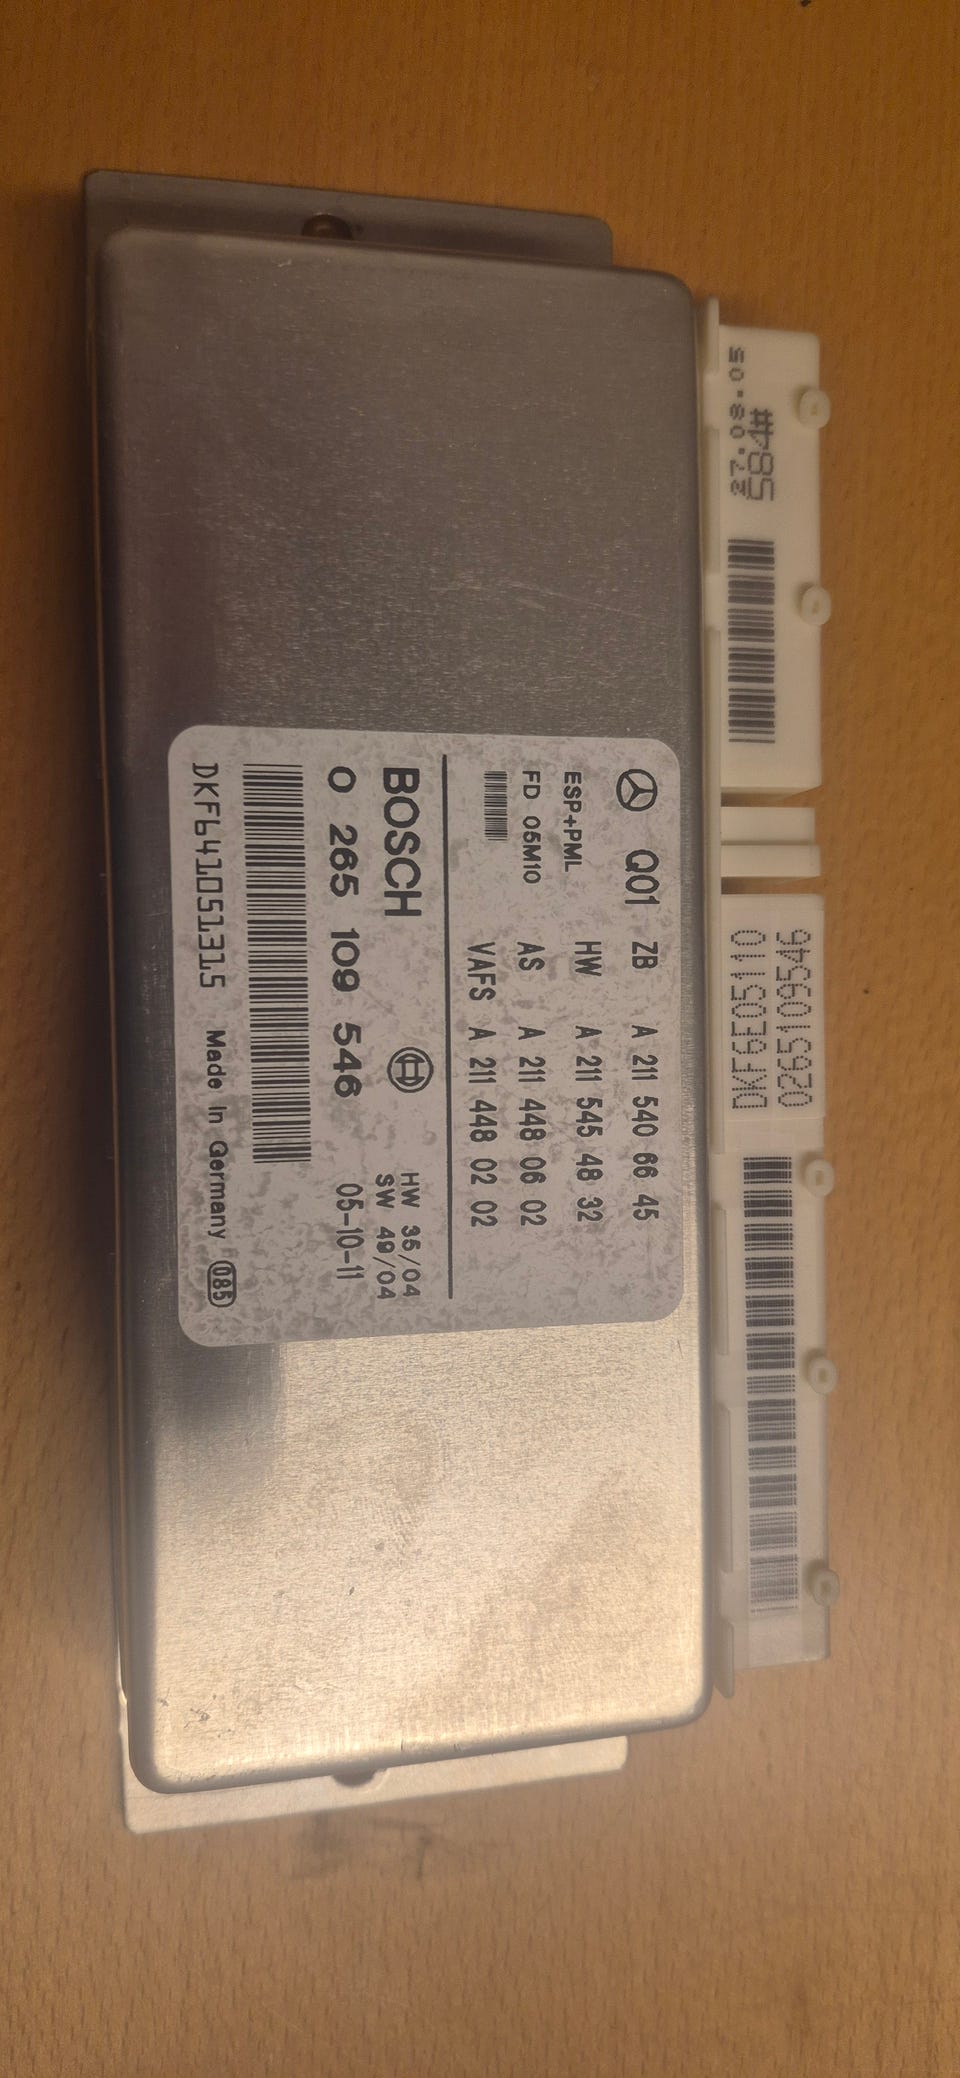 27.08.05
584#
0265109546
DKF6E05110
Q01 ZB A 211 540 66 45
ESP+PML HW A 211 545 48 32
FD 05M10 AS A 211 448 06 02
VAFS A 211 448 02 02
BOSCH HW 35/04
SW 49/04
0 265 109 546 05-10-11
DKF641051315 Made In Germany 085